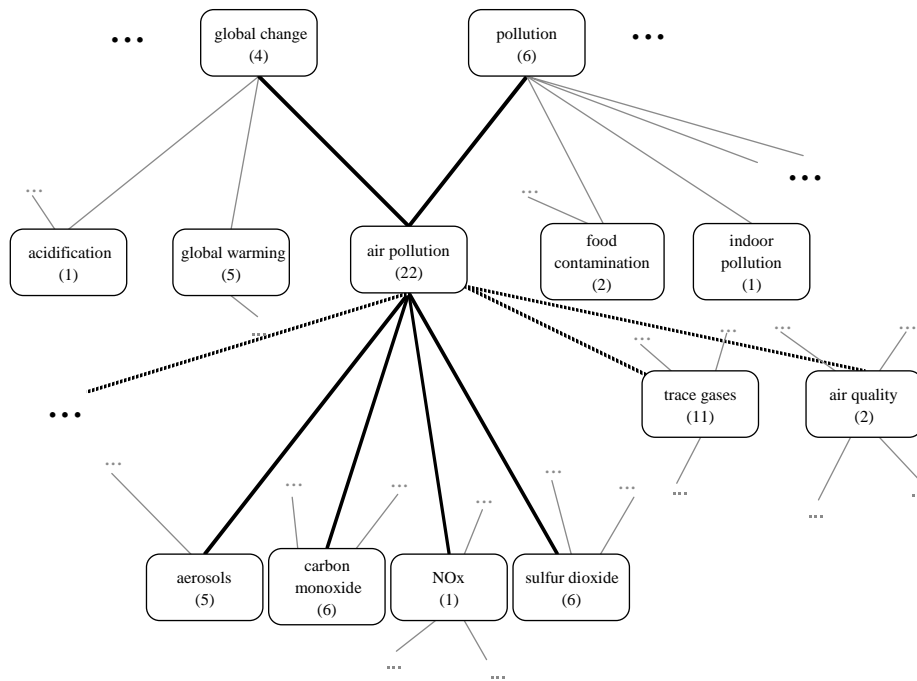 ... global change pollution ...
(4) (6)
...
...
...
acidification
(1)
global warming
(5)
air pollution
(22)
food
contamination
(2)
indoor
pollution
(1)
...
... ... ... ...
...
trace gases
(11)
air quality
(2)
...
... ... ... ...
... ...
...
...
aerosols
(5)
carbon
monoxide
(6)
NOx
(1)
sulfur dioxide
(6)
...
...